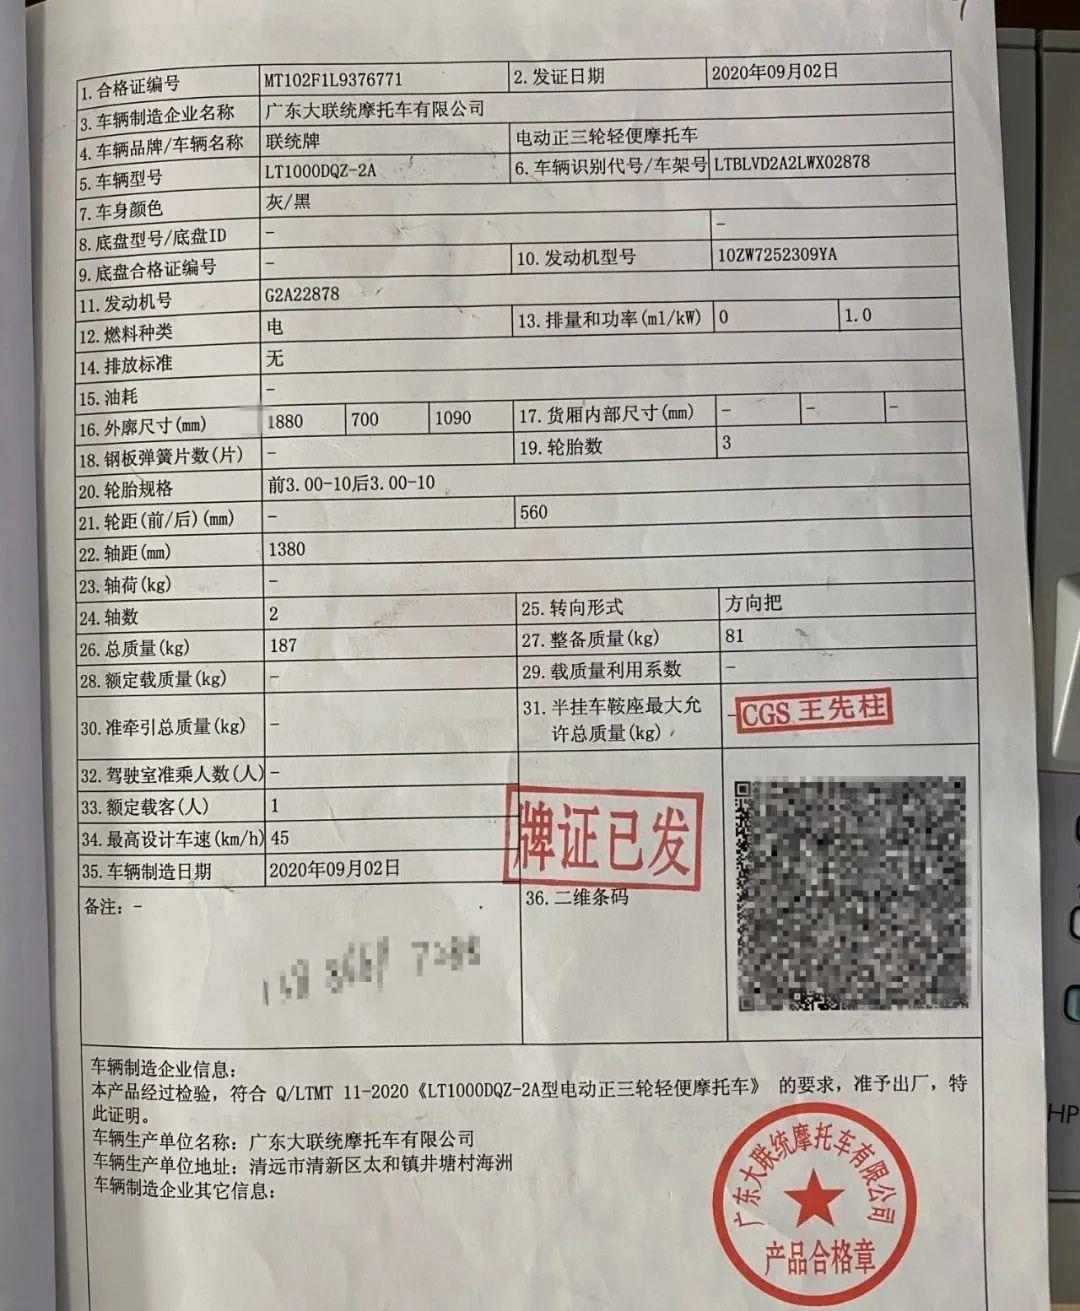 1.合格证编号 MT102F1L9376771 2.发证日期 2020年09月02日
3.车辆制造企业名称 广东大联统摩托车有限公司
4.车辆品牌/车辆名称 联统牌 电动正三轮轻便摩托车
5.车辆型号 LT1000DQZ-2A 6.车辆识别代号/车架号 LTBLVD2A2LWX02878
7.车身颜色 灰/黑
8.底盘型号/底盘ID - -
9.底盘合格证编号 - 10.发动机型号 10ZW7252309YA
11.发动机号 G2A22878
12.燃料种类 电 13.排量和功率(ml/kW) 0 1.0
14.排放标准 无
15.油耗 -
16.外廓尺寸(mm) 1880 700 1090 17.货厢内部尺寸(mm) - - -
18.钢板弹簧片数(片) - 19.轮胎数 3
20.轮胎规格 前3.00-10后3.00-10
21.轮距(前/后)(mm) - 560
22.轴距(mm) 1380
23.轴荷(kg) -
24.轴数 2 25.转向形式 方向把
26.总质量(kg) 187 27.整备质量(kg) 81
28.额定载质量(kg) - 29.载质量利用系数 -
30.准牵引总质量(kg) - 31.半挂车鞍座最大允
许总质量(kg) - CGS 王先柱
32.驾驶室准乘人数(人) -
33.额定载客(人) 1
34.最高设计车速(km/h) 45
牌证已发
35.车辆制造日期 2020年09月02日
备注：- 36.二维条码
车辆制造企业信息：
本产品经过检验，符合 Q/LTMT 11-2020《LT1000DQZ-2A型电动正三轮轻便摩托车》 的要求，准予出厂，特
此证明。
车辆生产单位名称：广东大联统摩托车有限公司
车辆生产单位地址：清远市清新区太和镇井塘村海洲
车辆制造企业其它信息：
广东大联统摩托车有限公司
产品合格章
HP